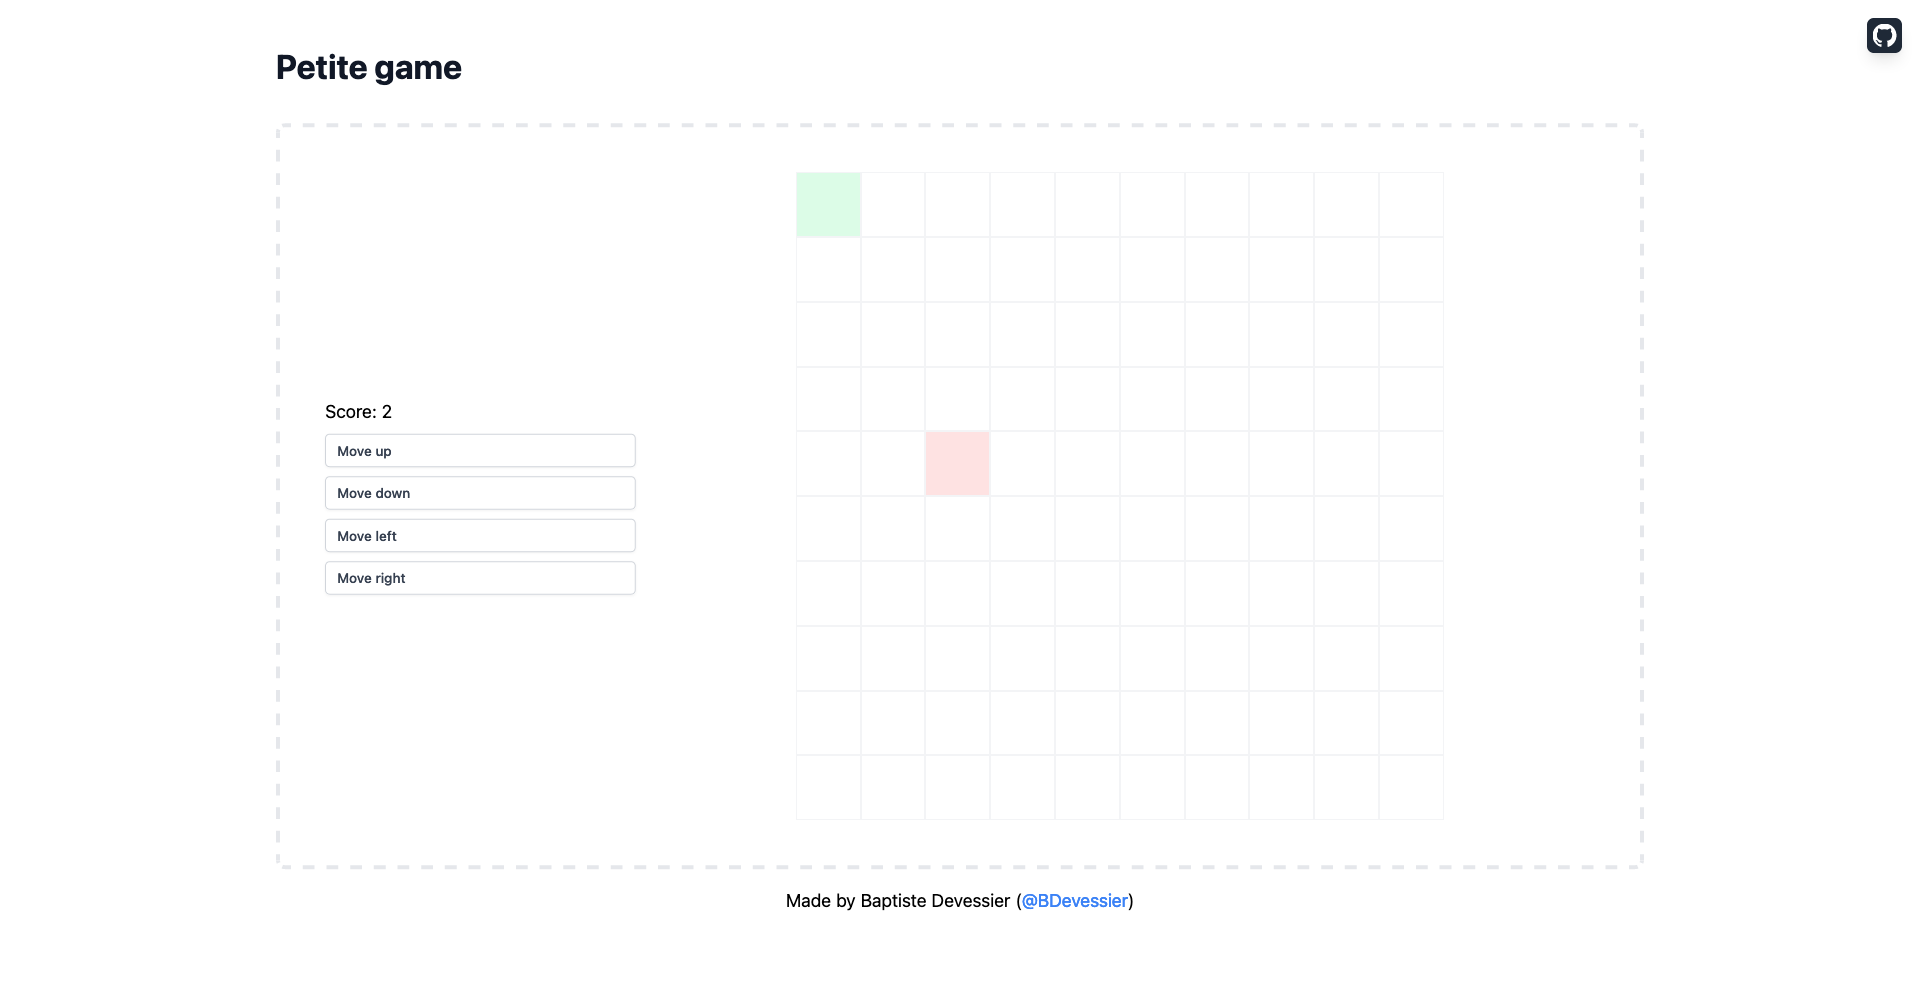 Petite game
Score: 2
Move up
Move down
Move left
Move right
Made by Baptiste Devessier (@BDevessier)